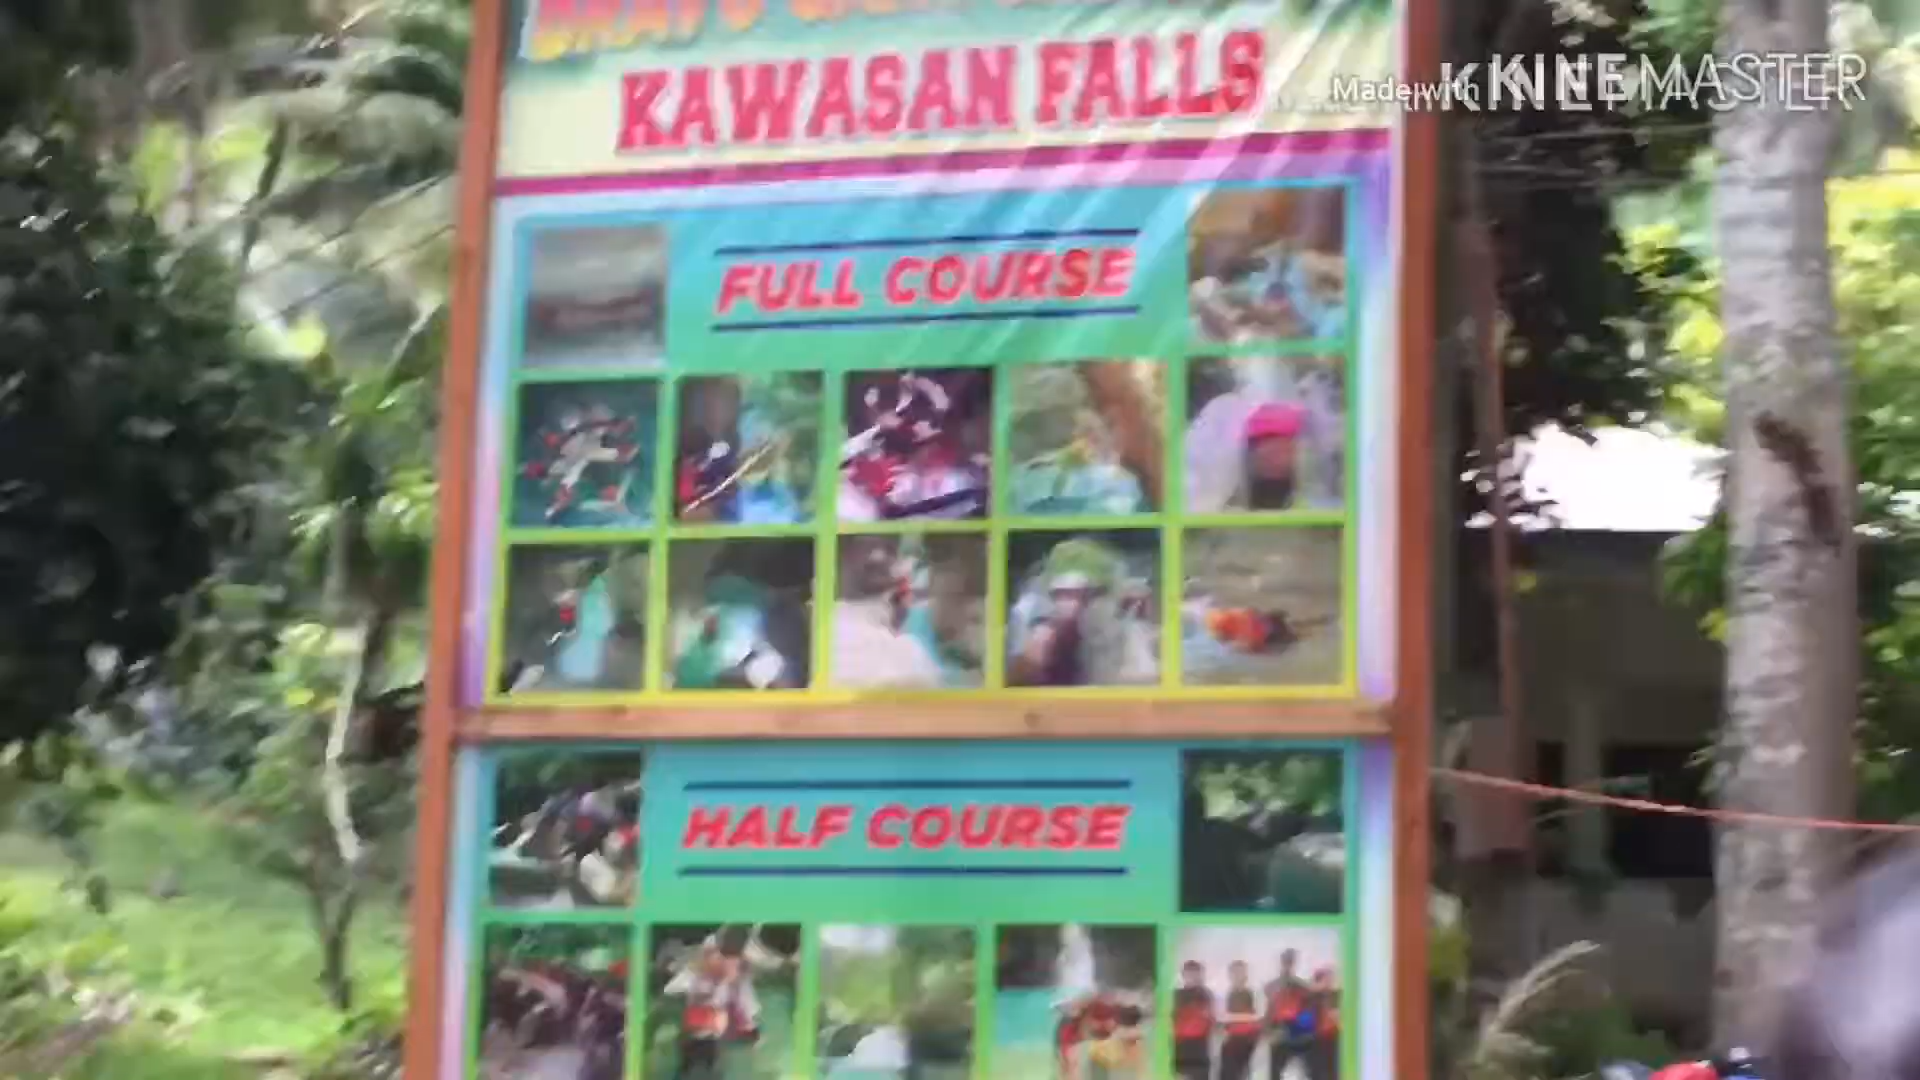 KAWASAN FALLS
Made with KINEMASTER
FULL COURSE
HALF COURSE